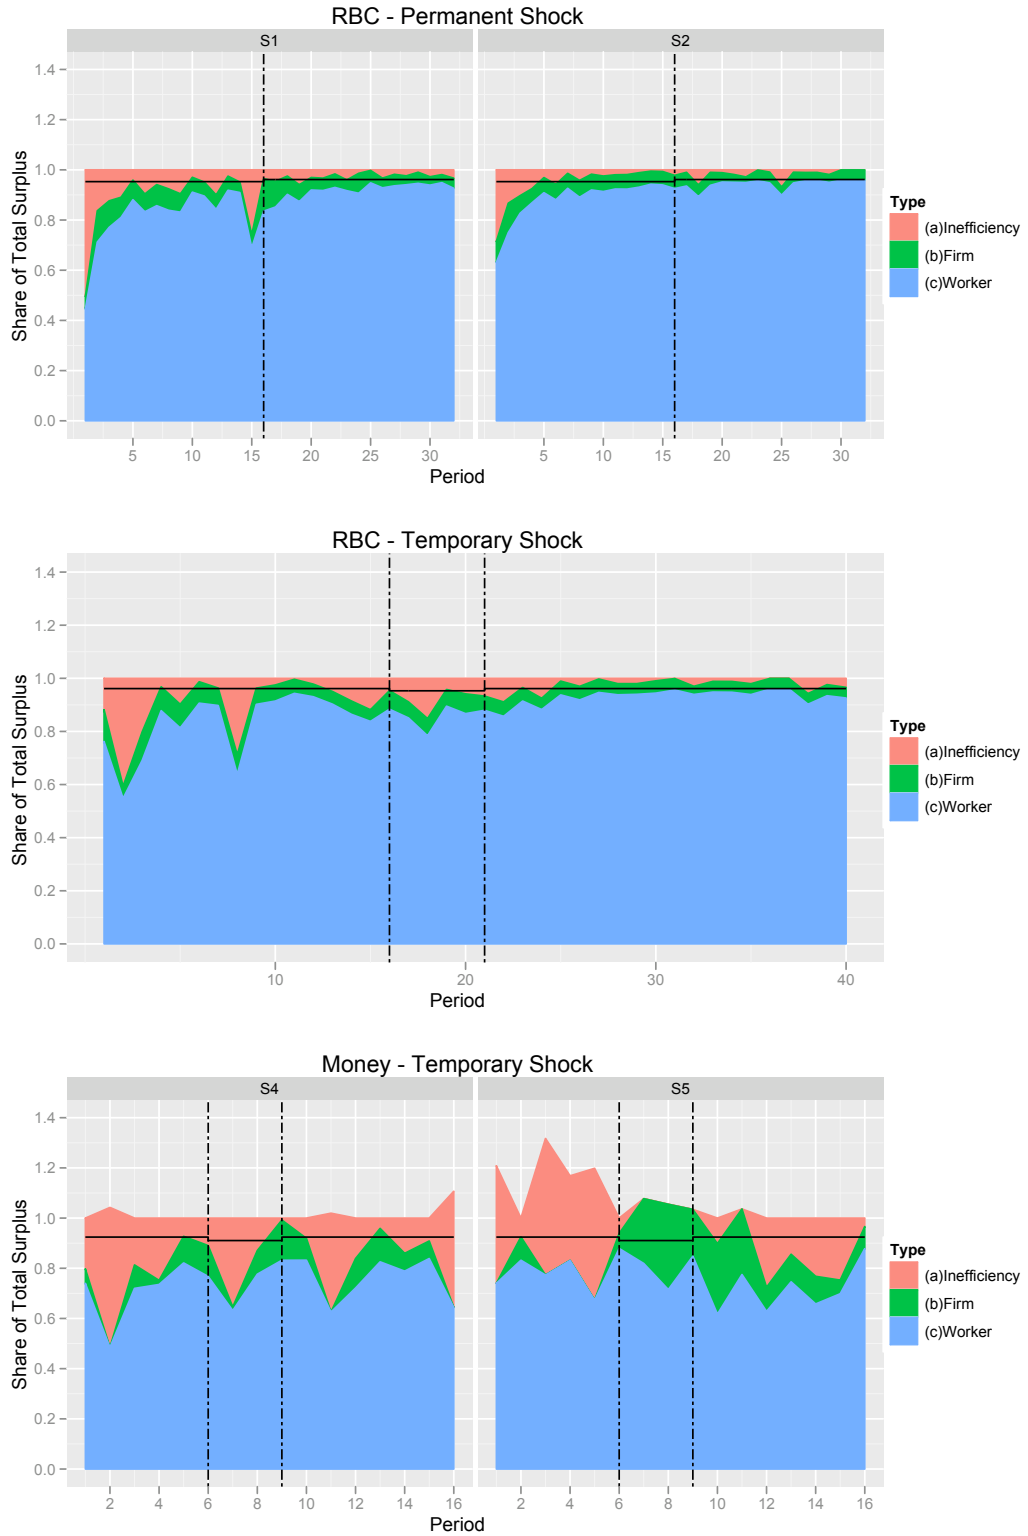 RBC - Permanent Shock
S1 S2
1.4
1.2
1.0
0.8
0.6
0.4
0.2
0.0
Share of Total Surplus
5 10 15 20 25 30 5 10 15 20 25 30
Period
Type
(a)Inefficiency
(b)Firm
(c)Worker
RBC - Temporary Shock
1.4
1.2
1.0
0.8
0.6
0.4
0.2
0.0
Share of Total Surplus
10 20 30 40
Period
Type
(a)Inefficiency
(b)Firm
(c)Worker
Money - Temporary Shock
S4 S5
1.4
1.2
1.0
0.8
0.6
0.4
0.2
0.0
Share of Total Surplus
2 4 6 8 10 12 14 16 2 4 6 8 10 12 14 16
Period
Type
(a)Inefficiency
(b)Firm
(c)Worker